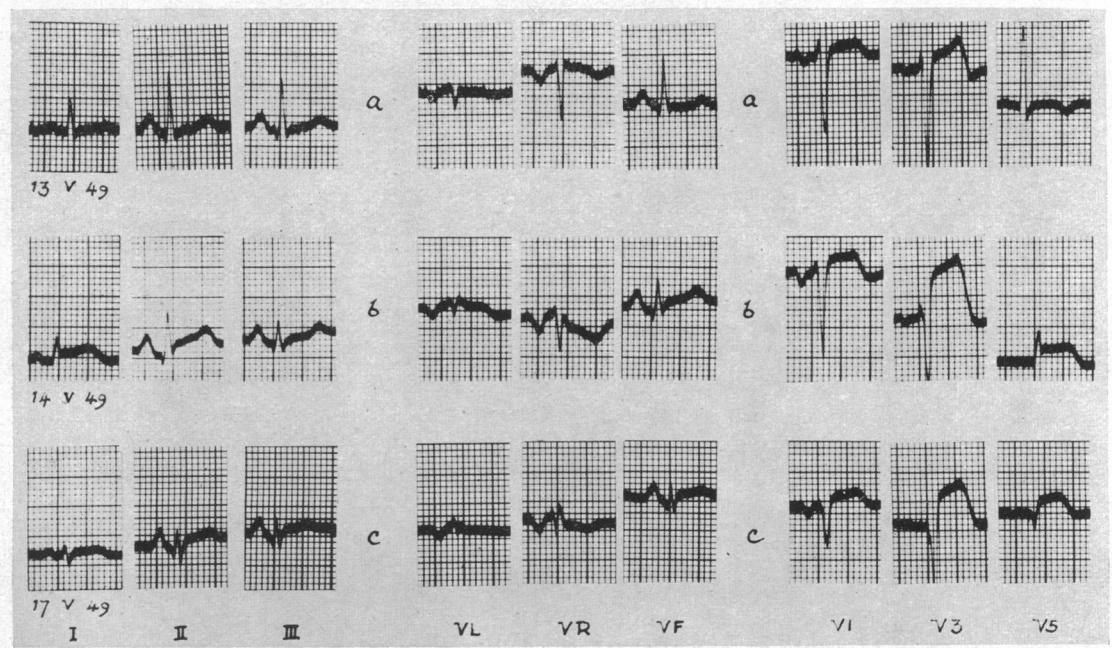 a a
13 V 49
b b
14 V 49
c c
17 V 49
I II III VL VR VF V1 V3 V5